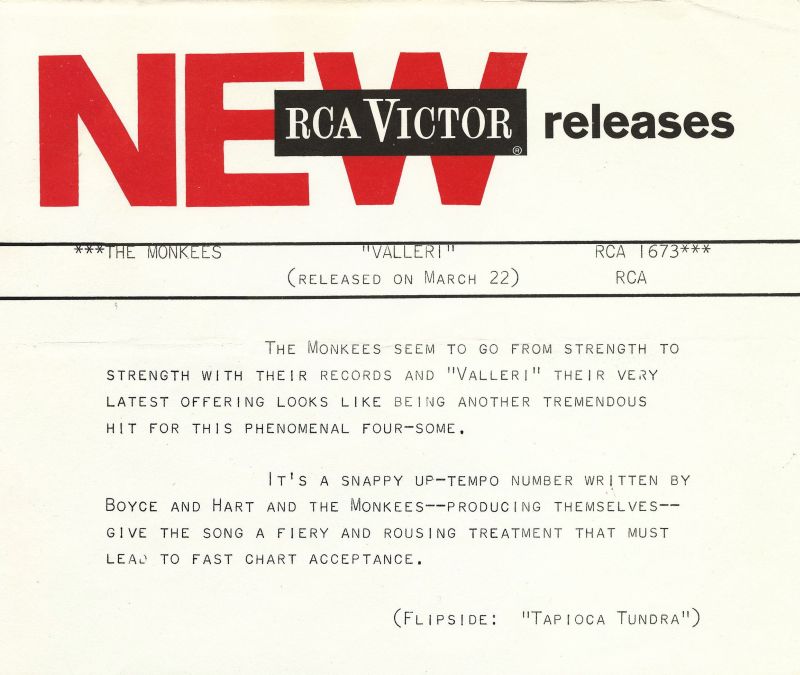 NEW RCA VICTOR® releases
***THE MONKEES "VALLERI" RCA 1673***
(RELEASED ON MARCH 22) RCA
THE MONKEES SEEM TO GO FROM STRENGTH TO
STRENGTH WITH THEIR RECORDS AND "VALLERI" THEIR VERY
LATEST OFFERING LOOKS LIKE BEING ANOTHER TREMENDOUS
HIT FOR THIS PHENOMENAL FOUR-SOME.
IT'S A SNAPPY UP-TEMPO NUMBER WRITTEN BY
BOYCE AND HART AND THE MONKEES--PRODUCING THEMSELVES--
GIVE THE SONG A FIERY AND ROUSING TREATMENT THAT MUST
LEAD TO FAST CHART ACCEPTANCE.
(FLIPSIDE: "TAPIOCA TUNDRA")